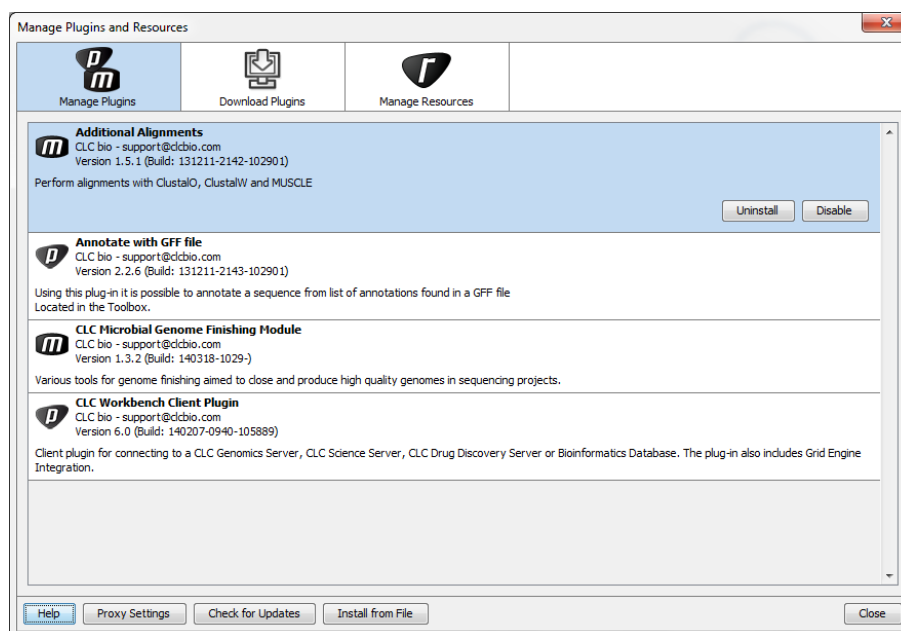 Manage Plugins and Resources
Manage Plugins
Download Plugins
Manage Resources
Additional Alignments
CLC bio - support@clcbio.com
Version 1.5.1 (Build: 131211-2142-102901)
Perform alignments with ClustalO, ClustalW and MUSCLE
Uninstall
Disable
Annotate with GFF file
CLC bio - support@clcbio.com
Version 2.2.6 (Build: 131211-2143-102901)
Using this plug-in it is possible to annotate a sequence from list of annotations found in a GFF file
Located in the Toolbox.
CLC Microbial Genome Finishing Module
CLC bio - support@clcbio.com
Version 1.3.2 (Build: 140318-1029-)
Various tools for genome finishing aimed to close and produce high quality genomes in sequencing projects.
CLC Workbench Client Plugin
CLC bio - support@clcbio.com
Version 6.0 (Build: 140207-0940-105889)
Client plugin for connecting to a CLC Genomics Server, CLC Science Server, CLC Drug Discovery Server or Bioinformatics Database. The plug-in also includes Grid Engine
Integration.
Help
Proxy Settings
Check for Updates
Install from File
Close